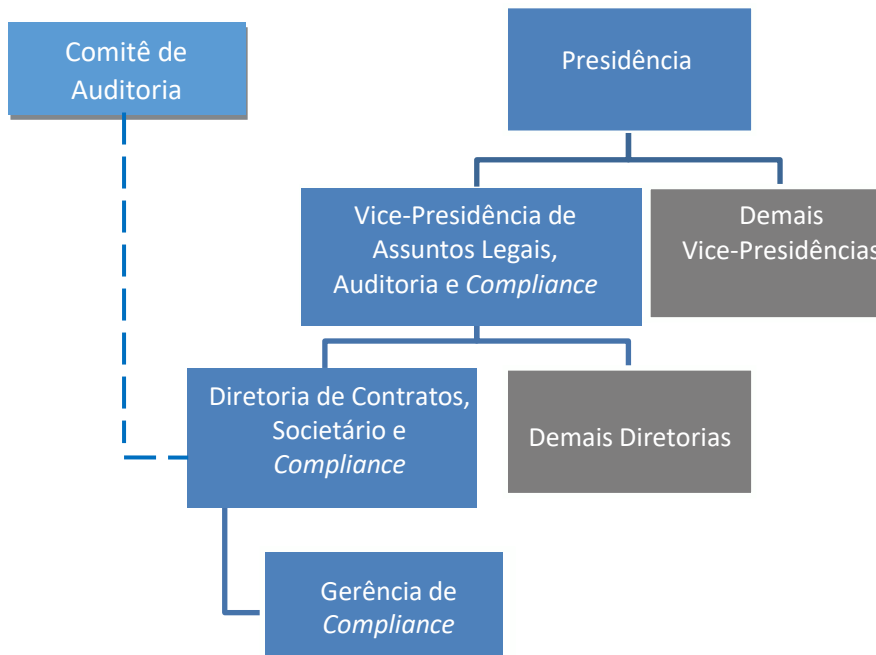 Comitê de
Auditoria
Presidência
Vice-Presidência de
Assuntos Legais,
Auditoria e Compliance
Demais
Vice-Presidências
Diretoria de Contratos,
Societário e
Compliance
Demais Diretorias
Gerência de
Compliance